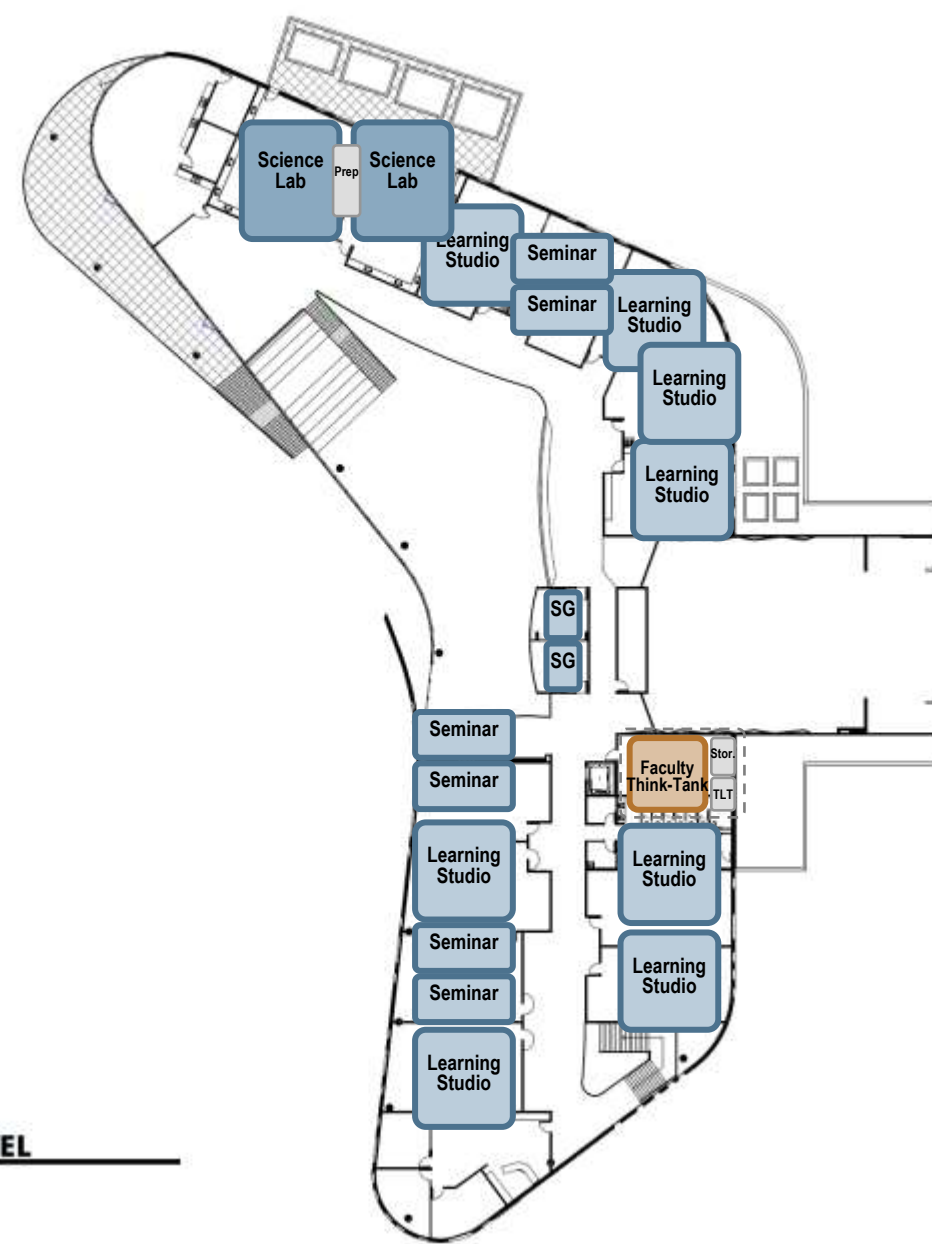 Science
Lab
Prep
Science
Lab
Learning
Studio
Seminar
Seminar
Learning
Studio
Learning
Studio
Learning
Studio
SG
SG
Seminar
Seminar
Faculty
Think-Tank
Stor.
TLT
Learning
Studio
Learning
Studio
Seminar
Seminar
Learning
Studio
Learning
Studio
EL